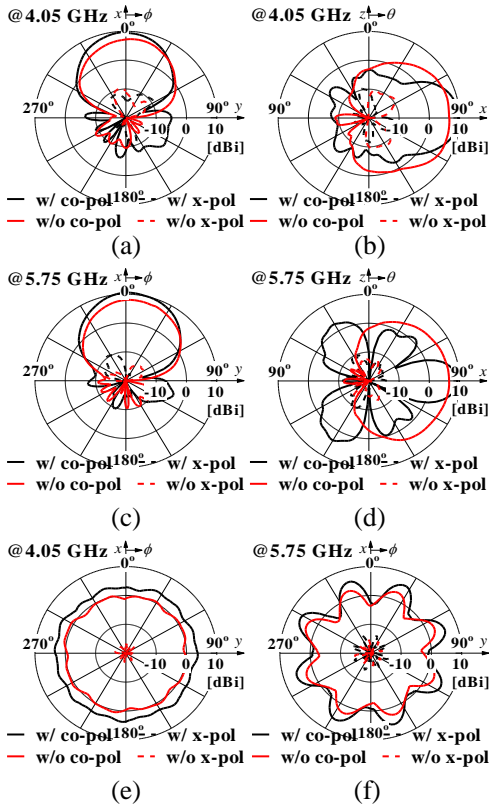 @4.05 GHz x ϕ @4.05 GHz z θ
0° 0°
270° 90° y 90° 90° x
-10 0 10 -10 0 10
[dBi] [dBi]
w/ co-pol 180° w/ x-pol w/ co-pol 180° w/ x-pol
w/o co-pol w/o x-pol w/o co-pol w/o x-pol
(a) (b)
@5.75 GHz x ϕ @5.75 GHz z θ
0° 0°
270° 90° y 90° 90° x
-10 0 10 -10 0 10
[dBi] [dBi]
w/ co-pol 180° w/ x-pol w/ co-pol 180° w/ x-pol
w/o co-pol w/o x-pol w/o co-pol w/o x-pol
(c) (d)
@4.05 GHz x ϕ @5.75 GHz x ϕ
0° 0°
270° 90° y 270° 90° y
-10 0 10 -10 0 10
[dBi] [dBi]
w/ co-pol 180° w/ x-pol w/ co-pol 180° w/ x-pol
w/o co-pol w/o x-pol w/o co-pol w/o x-pol
(e) (f)